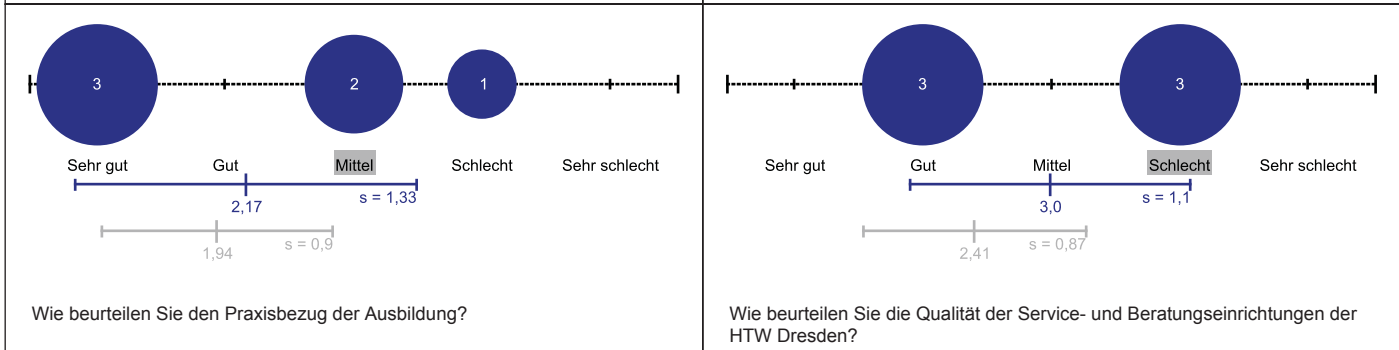 3
2
1
Sehr gut
Gut
Mittel
Schlecht
Sehr schlecht
s = 1,33
2,17
s = 0,9
1,94
Wie beurteilen Sie den Praxisbezug der Ausbildung?
3
3
Sehr gut
Gut
Mittel
Schlecht
Sehr schlecht
s = 1,1
3,0
s = 0,87
2,41
Wie beurteilen Sie die Qualität der Service- und Beratungseinrichtungen der
HTW Dresden?